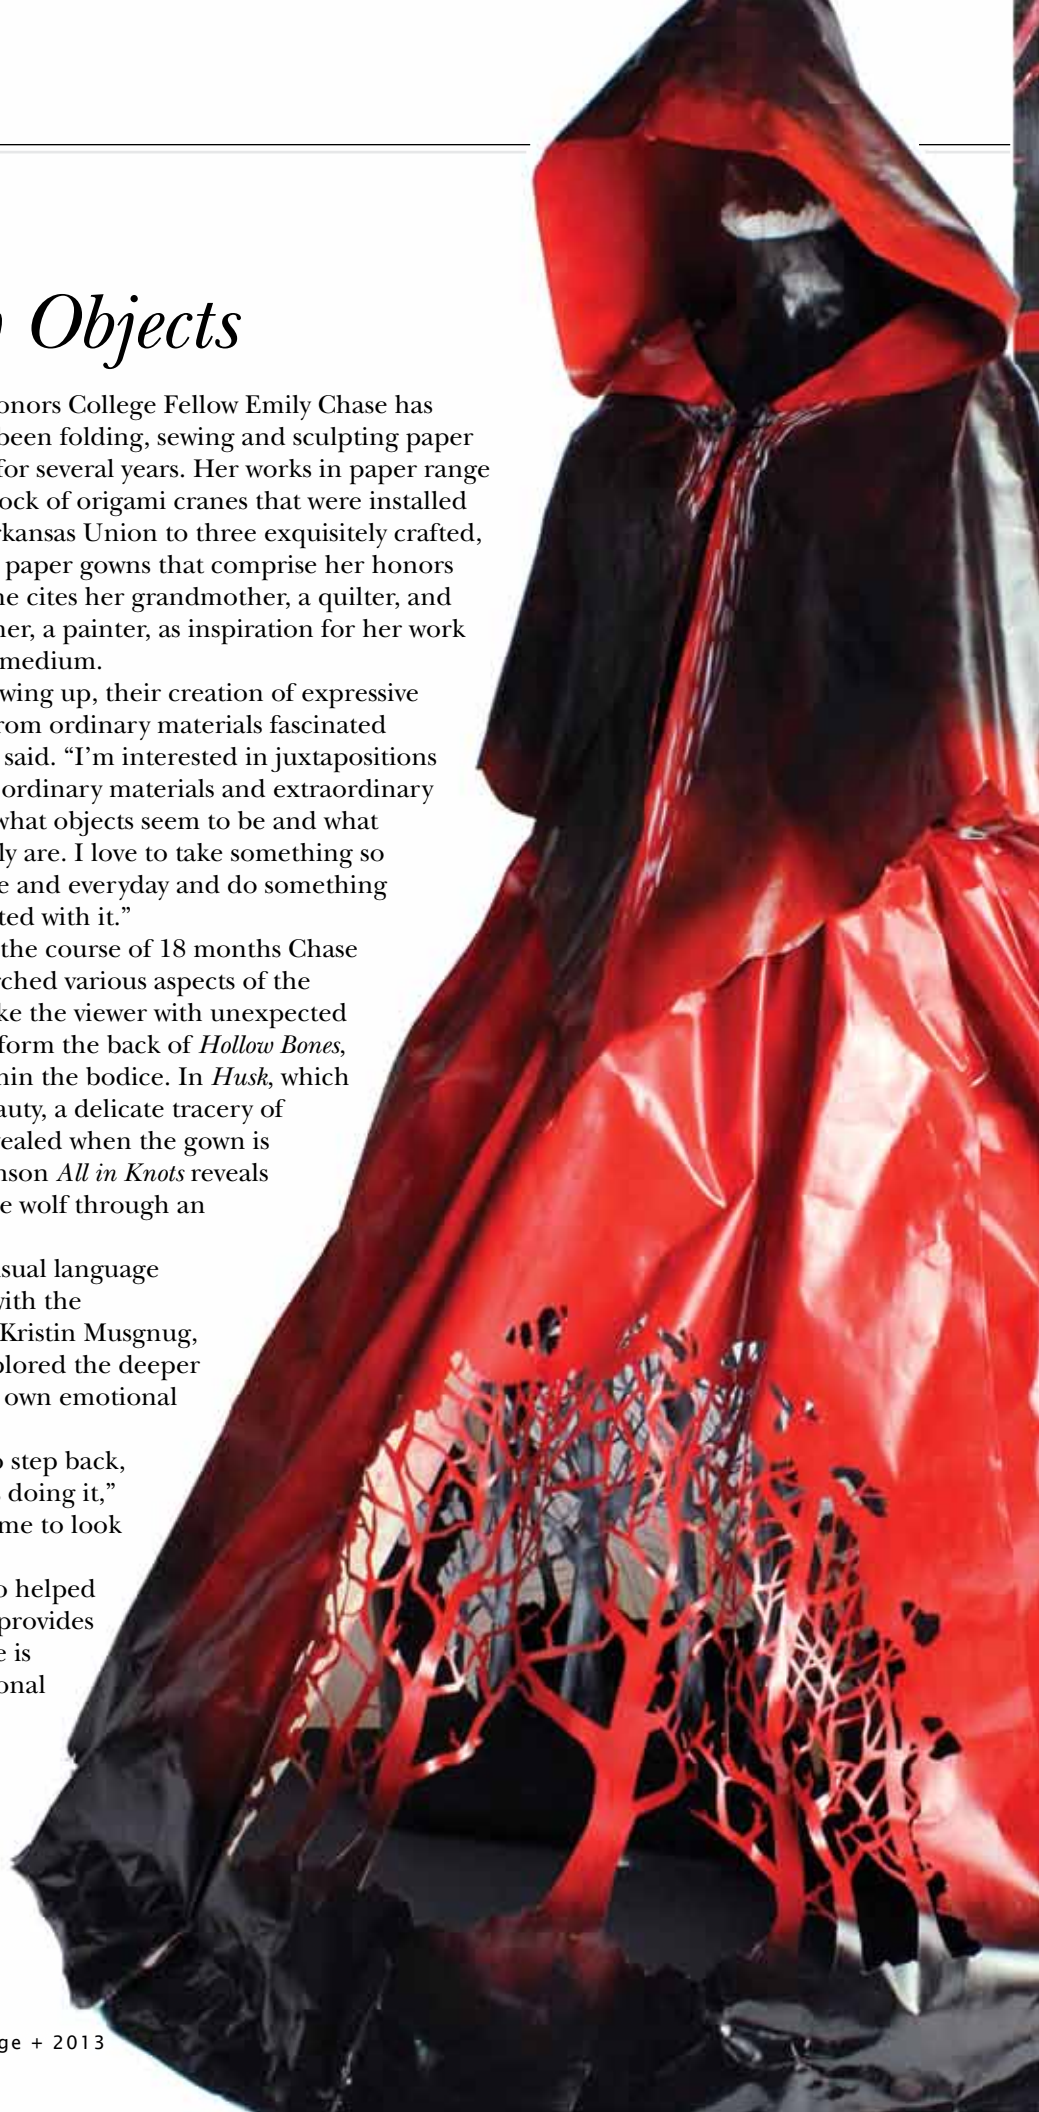 Objects
onors College Fellow Emily Chase has
been folding, sewing and sculpting paper
for several years. Her works in paper range
ock of origami cranes that were installed
rkansas Union to three exquisitely crafted,
paper gowns that comprise her honors
he cites her grandmother, a quilter, and
her, a painter, as inspiration for her work
medium.
wing up, their creation of expressive
rom ordinary materials fascinated
said. “I’m interested in juxtapositions
ordinary materials and extraordinary
what objects seem to be and what
ly are. I love to take something so
e and everyday and do something
ted with it.”
the course of 18 months Chase
rched various aspects of the
ke the viewer with unexpected
form the back of Hollow Bones,
hin the bodice. In Husk, which
auty, a delicate tracery of
vealed when the gown is
nson All in Knots reveals
e wolf through an
sual language
with the
Kristin Musgnug,
plored the deeper
own emotional
o step back,
doing it,”
me to look
o helped
provides
e is
onal
ge + 2013